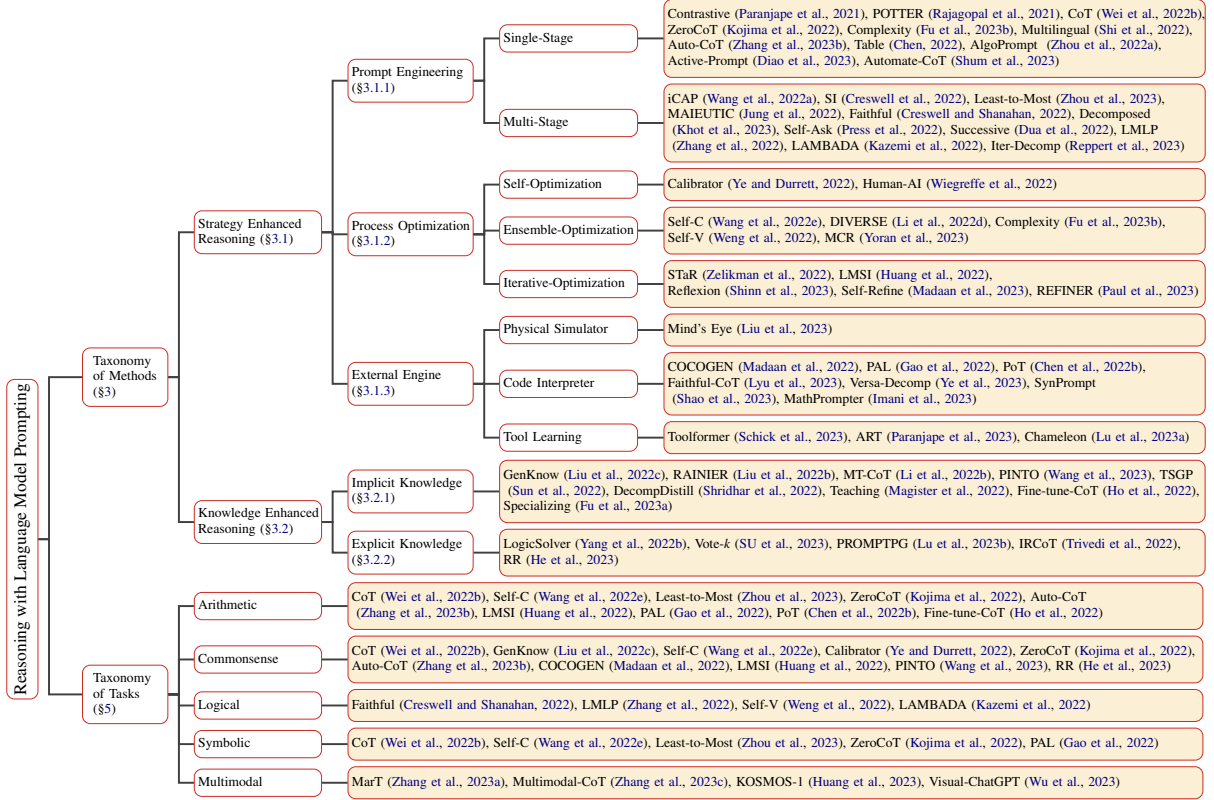 Reasoning with Language Model Prompting
Taxonomy
of Methods
(§3)
Strategy Enhanced
Reasoning (§3.1)
Prompt Engineering
(§3.1.1)
Single-Stage
Contrastive (Paranjape et al., 2021), POTTER (Rajagopal et al., 2021), CoT (Wei et al., 2022b),
ZeroCoT (Kojima et al., 2022), Complexity (Fu et al., 2023b), Multilingual (Shi et al., 2022),
Auto-CoT (Zhang et al., 2023b), Table (Chen, 2022), AlgoPrompt (Zhou et al., 2022a),
Active-Prompt (Diao et al., 2023), Automate-CoT (Shum et al., 2023)
Multi-Stage
iCAP (Wang et al., 2022a), SI (Creswell et al., 2022), Least-to-Most (Zhou et al., 2023),
MAIEUTIC (Jung et al., 2022), Faithful (Creswell and Shanahan, 2022), Decomposed
(Khot et al., 2023), Self-Ask (Press et al., 2022), Successive (Dua et al., 2022), LMLP
(Zhang et al., 2022), LAMBADA (Kazemi et al., 2022), Iter-Decomp (Reppert et al., 2023)
Process Optimization
(§3.1.2)
Self-Optimization
Calibrator (Ye and Durrett, 2022), Human-AI (Wiegreffe et al., 2022)
Ensemble-Optimization
Self-C (Wang et al., 2022e), DIVERSE (Li et al., 2022d), Complexity (Fu et al., 2023b),
Self-V (Weng et al., 2022), MCR (Yoran et al., 2023)
Iterative-Optimization
STaR (Zelikman et al., 2022), LMSI (Huang et al., 2022),
Reflexion (Shinn et al., 2023), Self-Refine (Madaan et al., 2023), REFINER (Paul et al., 2023)
External Engine
(§3.1.3)
Physical Simulator
Mind's Eye (Liu et al., 2023)
Code Interpreter
COCOGEN (Madaan et al., 2022), PAL (Gao et al., 2022), PoT (Chen et al., 2022b),
Faithful-CoT (Lyu et al., 2023), Versa-Decomp (Ye et al., 2023), SynPrompt
(Shao et al., 2023), MathPrompter (Imani et al., 2023)
Tool Learning
Toolformer (Schick et al., 2023), ART (Paranjape et al., 2023), Chameleon (Lu et al., 2023a)
Knowledge Enhanced
Reasoning (§3.2)
Implicit Knowledge
(§3.2.1)
GenKnow (Liu et al., 2022c), RAINIER (Liu et al., 2022b), MT-CoT (Li et al., 2022b), PINTO (Wang et al., 2023), TSGP
(Sun et al., 2022), DecompDistill (Shridhar et al., 2022), Teaching (Magister et al., 2022), Fine-tune-CoT (Ho et al., 2022),
Specializing (Fu et al., 2023a)
Explicit Knowledge
(§3.2.2)
LogicSolver (Yang et al., 2022b), Vote-k (SU et al., 2023), PROMPTPG (Lu et al., 2023b), IRCoT (Trivedi et al., 2022),
RR (He et al., 2023)
Taxonomy
of Tasks
(§5)
Arithmetic
CoT (Wei et al., 2022b), Self-C (Wang et al., 2022e), Least-to-Most (Zhou et al., 2023), ZeroCoT (Kojima et al., 2022), Auto-CoT
(Zhang et al., 2023b), LMSI (Huang et al., 2022), PAL (Gao et al., 2022), PoT (Chen et al., 2022b), Fine-tune-CoT (Ho et al., 2022)
Commonsense
CoT (Wei et al., 2022b), GenKnow (Liu et al., 2022c), Self-C (Wang et al., 2022e), Calibrator (Ye and Durrett, 2022), ZeroCoT (Kojima et al., 2022),
Auto-CoT (Zhang et al., 2023b), COCOGEN (Madaan et al., 2022), LMSI (Huang et al., 2022), PINTO (Wang et al., 2023), RR (He et al., 2023)
Logical
Faithful (Creswell and Shanahan, 2022), LMLP (Zhang et al., 2022), Self-V (Weng et al., 2022), LAMBADA (Kazemi et al., 2022)
Symbolic
CoT (Wei et al., 2022b), Self-C (Wang et al., 2022e), Least-to-Most (Zhou et al., 2023), ZeroCoT (Kojima et al., 2022), PAL (Gao et al., 2022)
Multimodal
MarT (Zhang et al., 2023a), Multimodal-CoT (Zhang et al., 2023c), KOSMOS-1 (Huang et al., 2023), Visual-ChatGPT (Wu et al., 2023)